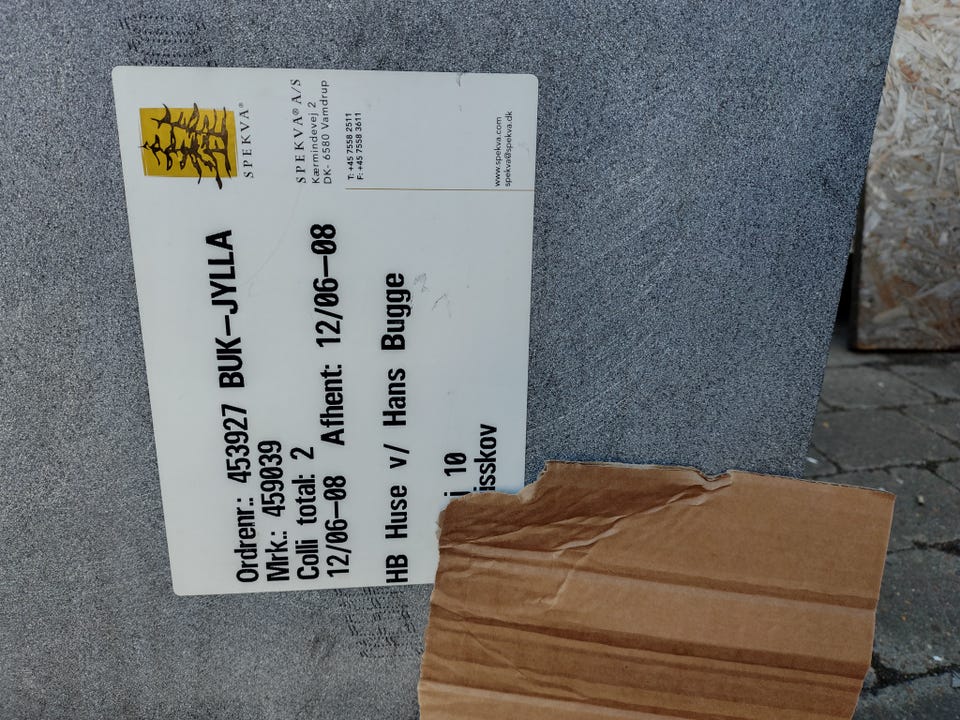 SPEKVA®
SPEKVA® A/S
Kærmindevej 2
DK- 6580 Vamdrup
T: +45 7558 2511
F: +45 7558 3611
www.spekva.com
spekva@spekva.dk
Ordrenr.: 453927 BUK-JYLLA
Mrk.: 459039
Colli total: 2
12/06-08 Afhent: 12/06-08
HB Huse v/ Hans Bugge
10